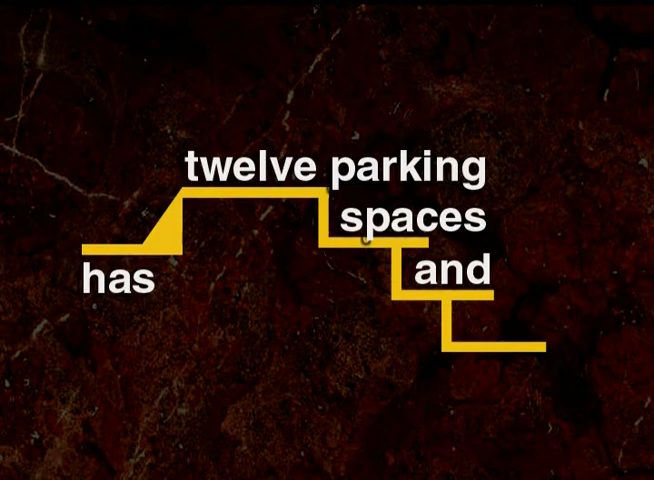 twelve parking
spaces
has
and